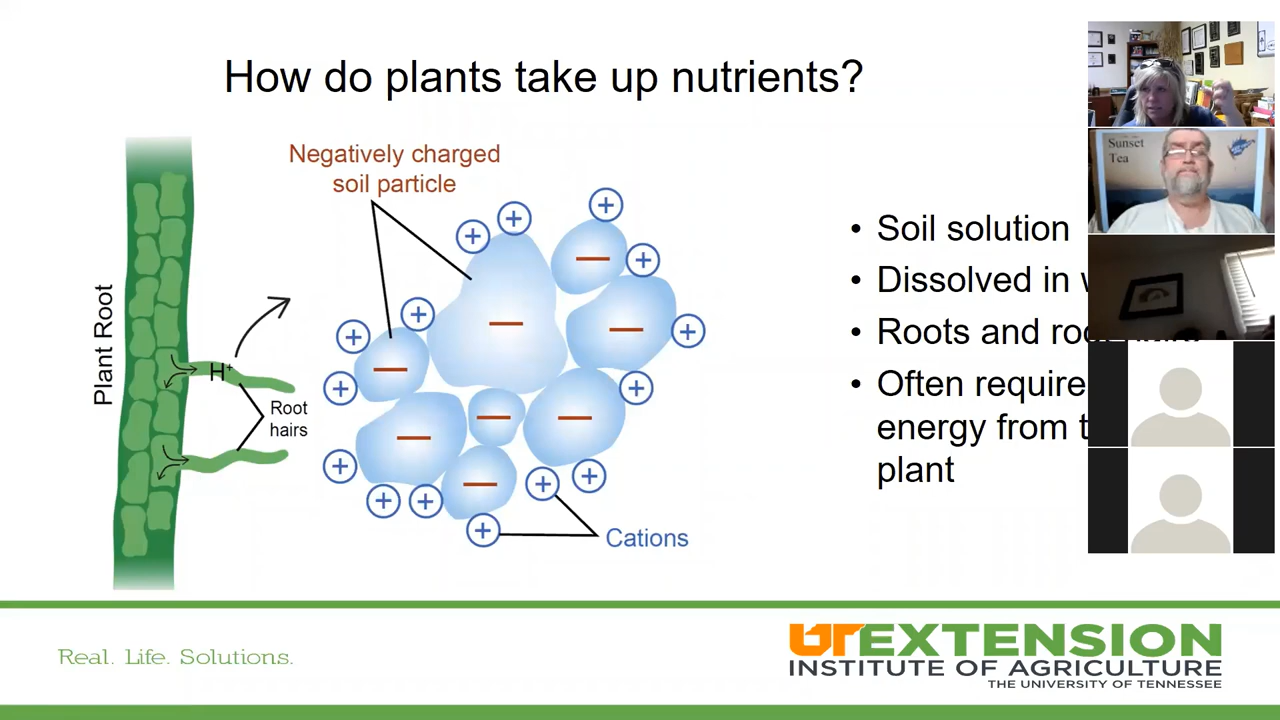 How do plants take up nutrients?
Negatively charged
soil particle
Plant Root
H+
Root
hairs
Cations
• Soil solution
• Dissolved in
• Roots and
• Often require
energy from
plant
Sunset
Tea
Real. Life. Solutions.
UT EXTENSION
INSTITUTE OF AGRICULTURE
THE UNIVERSITY OF TENNESSEE